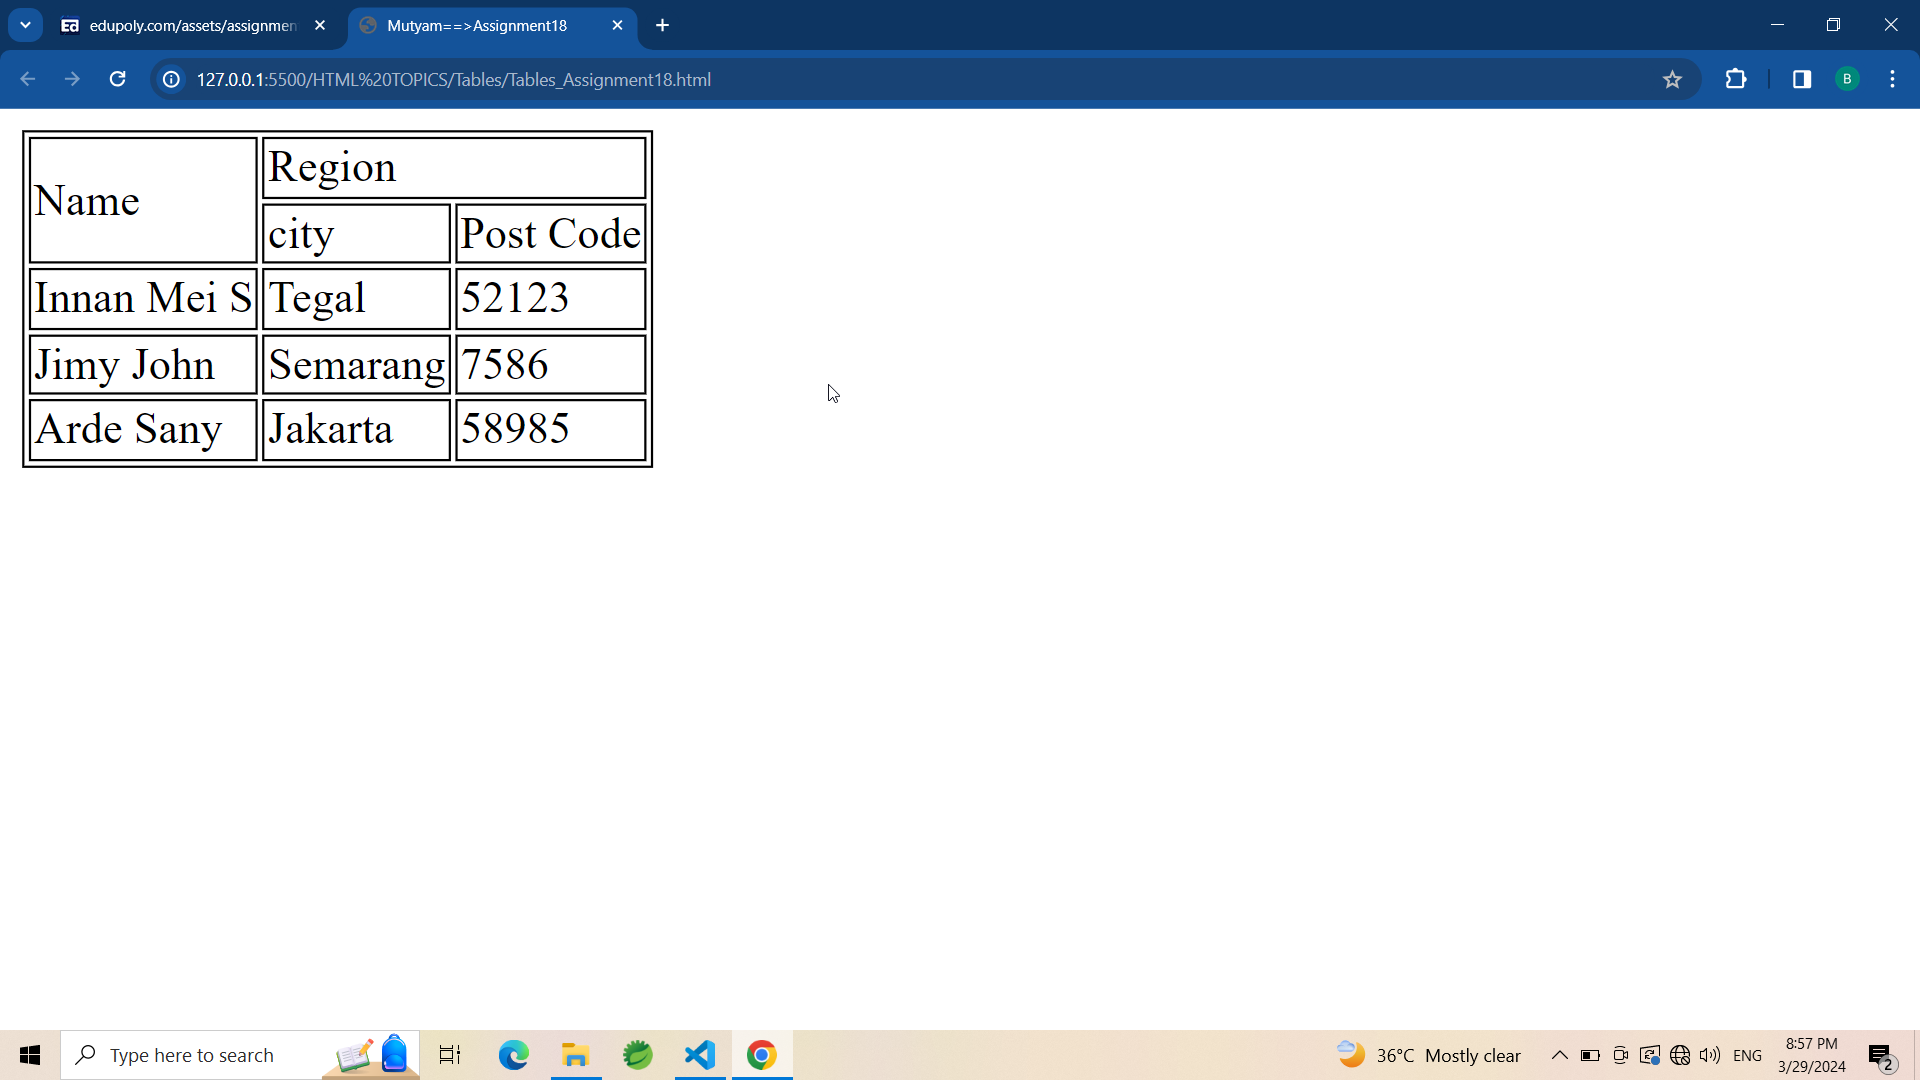 edupoly.com/assets/assignmen
Mutyam==>Assignment18
127.0.0.1:5500/HTML%20TOPICS/Tables/Tables_Assignment18.html
B
Name
Region
city
Post Code
Innan Mei S
Tegal
52123
Jimy John
Semarang
7586
Arde Sany
Jakarta
58985
Type here to search
36°C Mostly clear
ENG
8:57 PM
3/29/2024
2
Ed